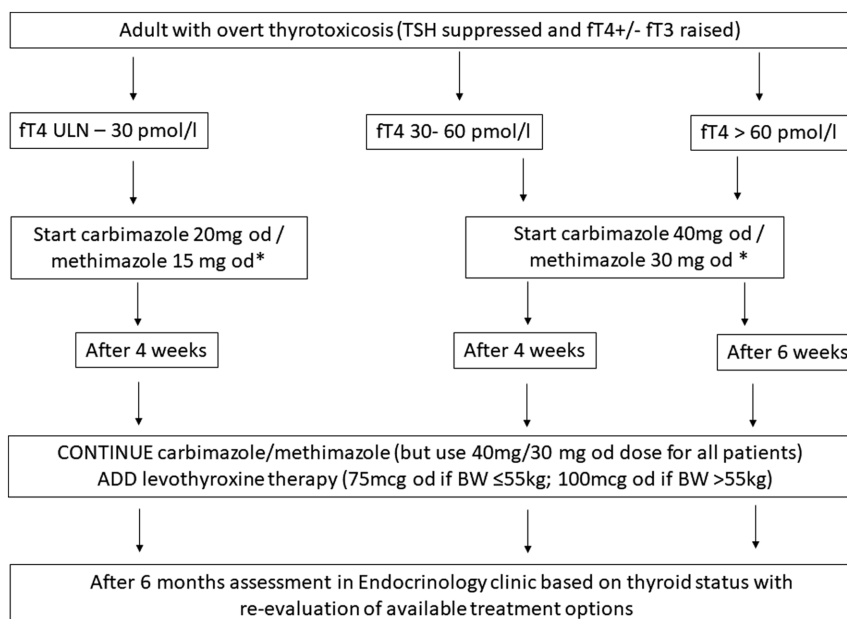 Adult with overt thyrotoxicosis (TSH suppressed and fT4+/- fT3 raised)
fT4 ULN – 30 pmol/l
fT4 30- 60 pmol/l
fT4 > 60 pmol/l
Start carbimazole 20mg od /
methimazole 15 mg od*
Start carbimazole 40mg od /
methimazole 30 mg od *
After 4 weeks
After 4 weeks
After 6 weeks
CONTINUE carbimazole/methimazole (but use 40mg/30 mg od dose for all patients)
ADD levothyroxine therapy (75mcg od if BW ≤55kg; 100mcg od if BW >55kg)
After 6 months assessment in Endocrinology clinic based on thyroid status with
re-evaluation of available treatment options